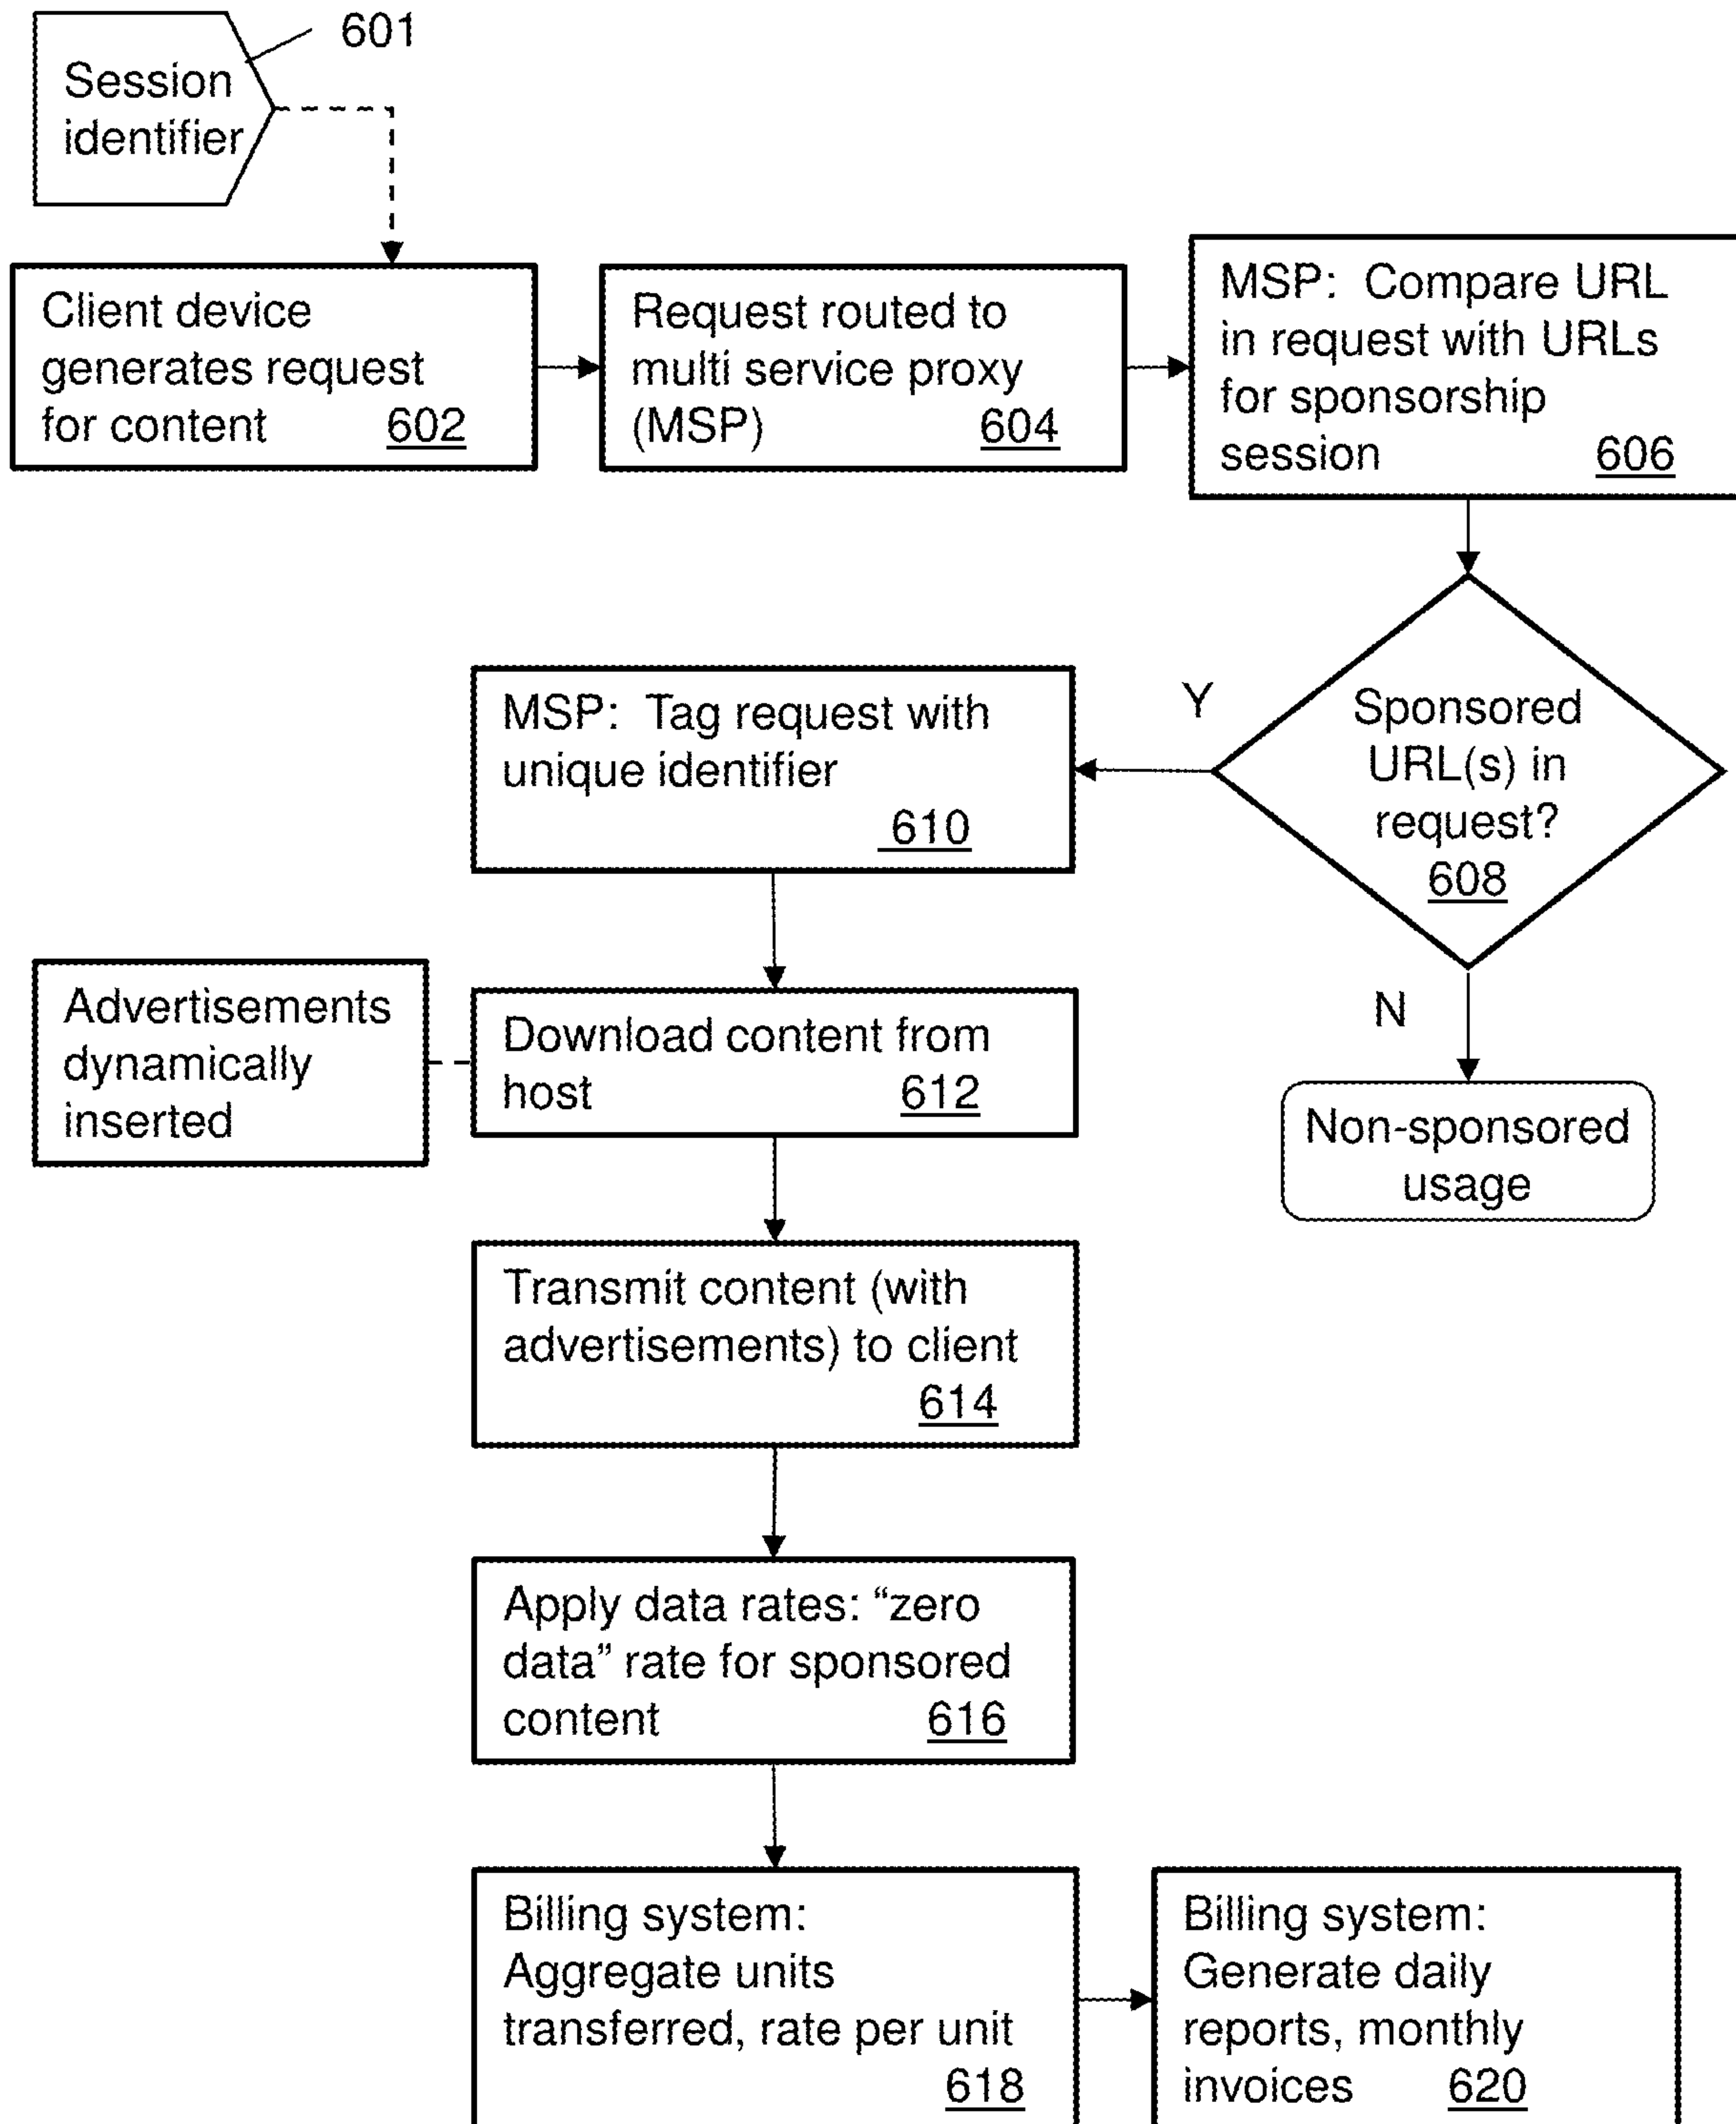 601
Session
identifier
Client device
generates request
for content 602
Request routed to
multi service proxy
(MSP) 604
MSP: Compare URL
in request with URLs
for sponsorship
session 606
Sponsored
URL(s) in
request?
608
Y
N
MSP: Tag request with
unique identifier
610
Advertisements
dynamically
inserted
Download content from
host 612
Non-sponsored
usage
Transmit content (with
advertisements) to client
614
Apply data rates: “zero
data” rate for sponsored
content 616
Billing system:
Aggregate units
transferred, rate per unit
618
Billing system:
Generate daily
reports, monthly
invoices 620